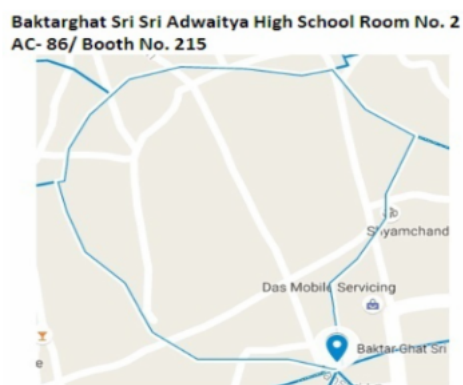 Baktarghat Sri Sri Adwaitya High School Room No. 2
AC- 86/ Booth No. 215
Shyamchand
Das Mobile Servicing
Baktar Ghat Sri
e